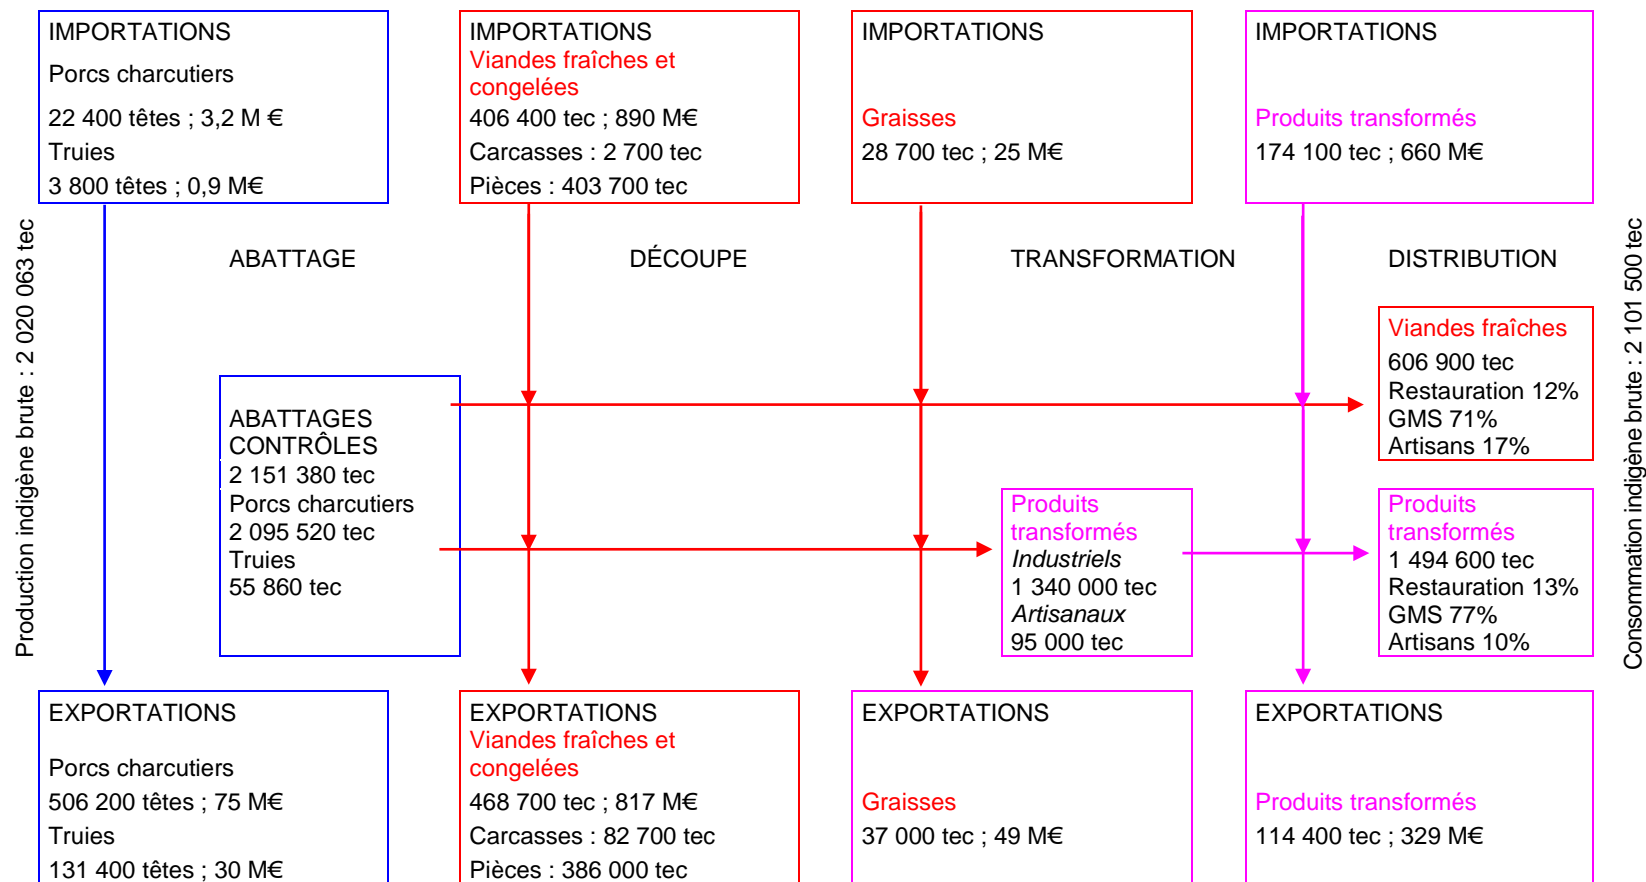 IMPORTATIONS
Porcs charcutiers
22 400 têtes ; 3,2 M €
Truies
3 800 têtes ; 0,9 M€
IMPORTATIONS
Viandes fraîches et
congelées
406 400 tec ; 890 M€
Carcasses : 2 700 tec
Pièces : 403 700 tec
IMPORTATIONS
Graisses
28 700 tec ; 25 M€
IMPORTATIONS
Produits transformés
174 100 tec ; 660 M€
Production indigène brute : 2 020 063 tec
ABATTAGE
DÉCOUPE
TRANSFORMATION
DISTRIBUTION
Consommation indigène brute : 2 101 500 tec
ABATTAGES
CONTRÔLES
2 151 380 tec
Porcs charcutiers
2 095 520 tec
Truies
55 860 tec
Viandes fraîches
606 900 tec
Restauration 12%
GMS 71%
Artisans 17%
Produits
transformés
Industriels
1 340 000 tec
Artisanaux
95 000 tec
Produits
transformés
1 494 600 tec
Restauration 13%
GMS 77%
Artisans 10%
EXPORTATIONS
Porcs charcutiers
506 200 têtes ; 75 M€
Truies
131 400 têtes ; 30 M€
EXPORTATIONS
Viandes fraîches et
congelées
468 700 tec ; 817 M€
Carcasses : 82 700 tec
Pièces : 386 000 tec
EXPORTATIONS
Graisses
37 000 tec ; 49 M€
EXPORTATIONS
Produits transformés
114 400 tec ; 329 M€